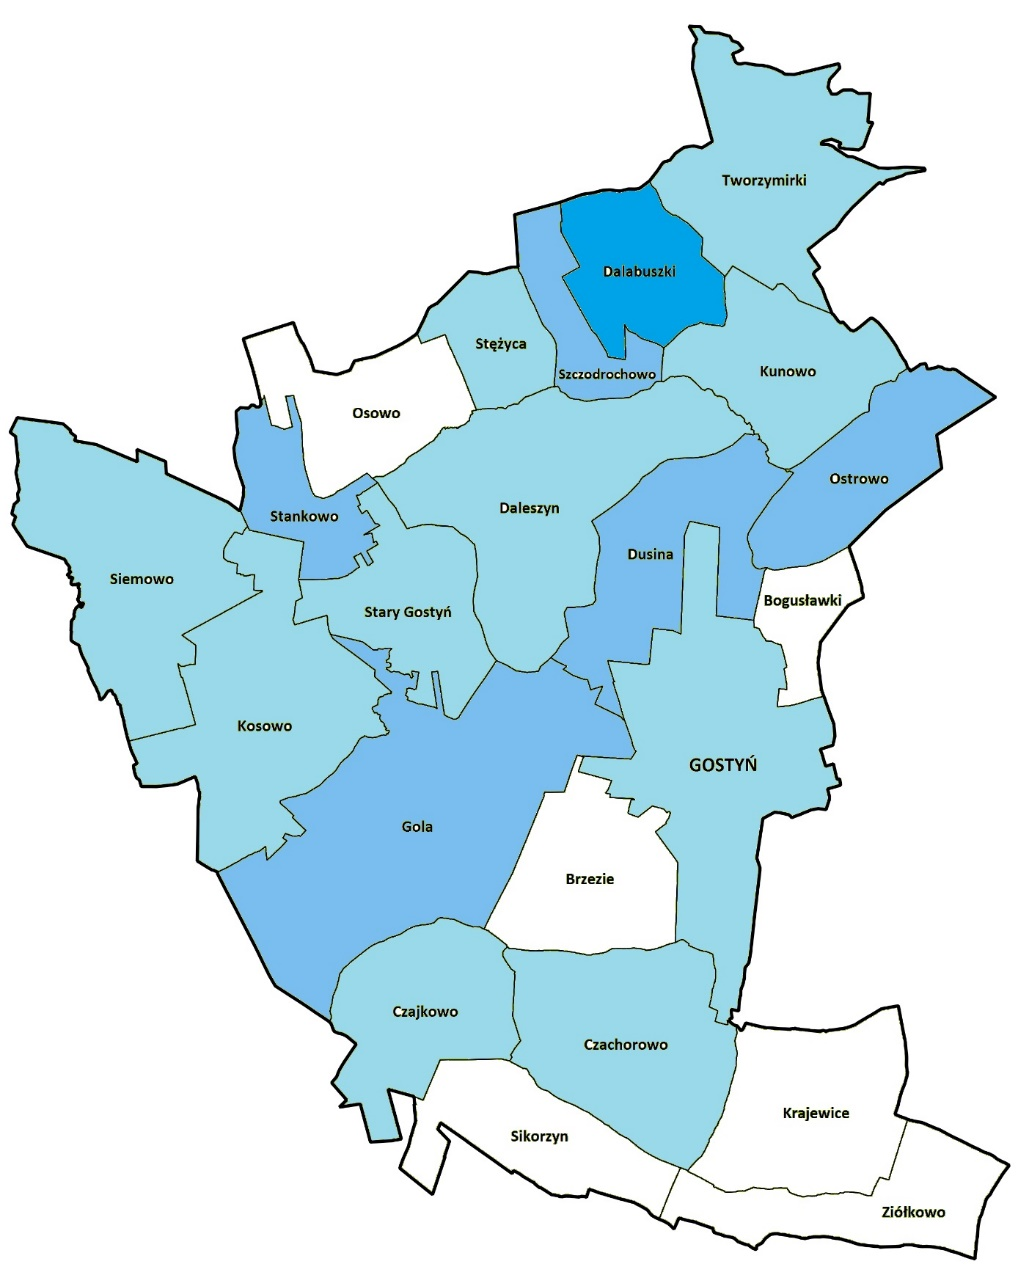 Tworzymirki
Dalabuszki
Stężyca
Szczodrochowo
Kunowo
Osowo
Ostrowo
Daleszyn
Stankowo
Dusina
Siemowo
Bogusławki
Stary Gostyń
Kosowo
GOSTYŃ
Gola
Brzezie
Czajkowo
Czachorowo
Krajewice
Sikorzyn
Ziółkowo